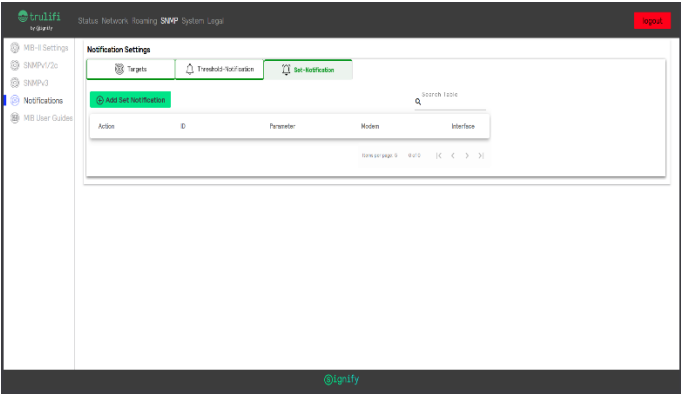 trulifi
by Signify
Status Network Roaming SNMP System Legal
logout
MIB-II Settings
SNMPv1/2c
SNMPv3
Notifications
MIB User Guides
Notification Settings
Targets
Threshold-Notification
Set-Notification
Add Set Notification
Search Table
Action ID Parameter Modem Interface
Items per page: 5 0 of 0
Signify